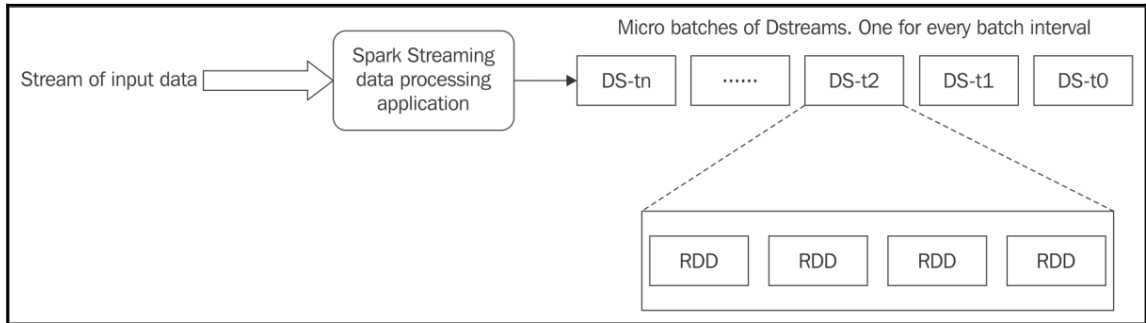 Micro batches of Dstreams. One for every batch interval
Stream of input data
Spark Streaming
data processing
application
DS-tn
......
DS-t2
DS-t1
DS-t0
RDD
RDD
RDD
RDD